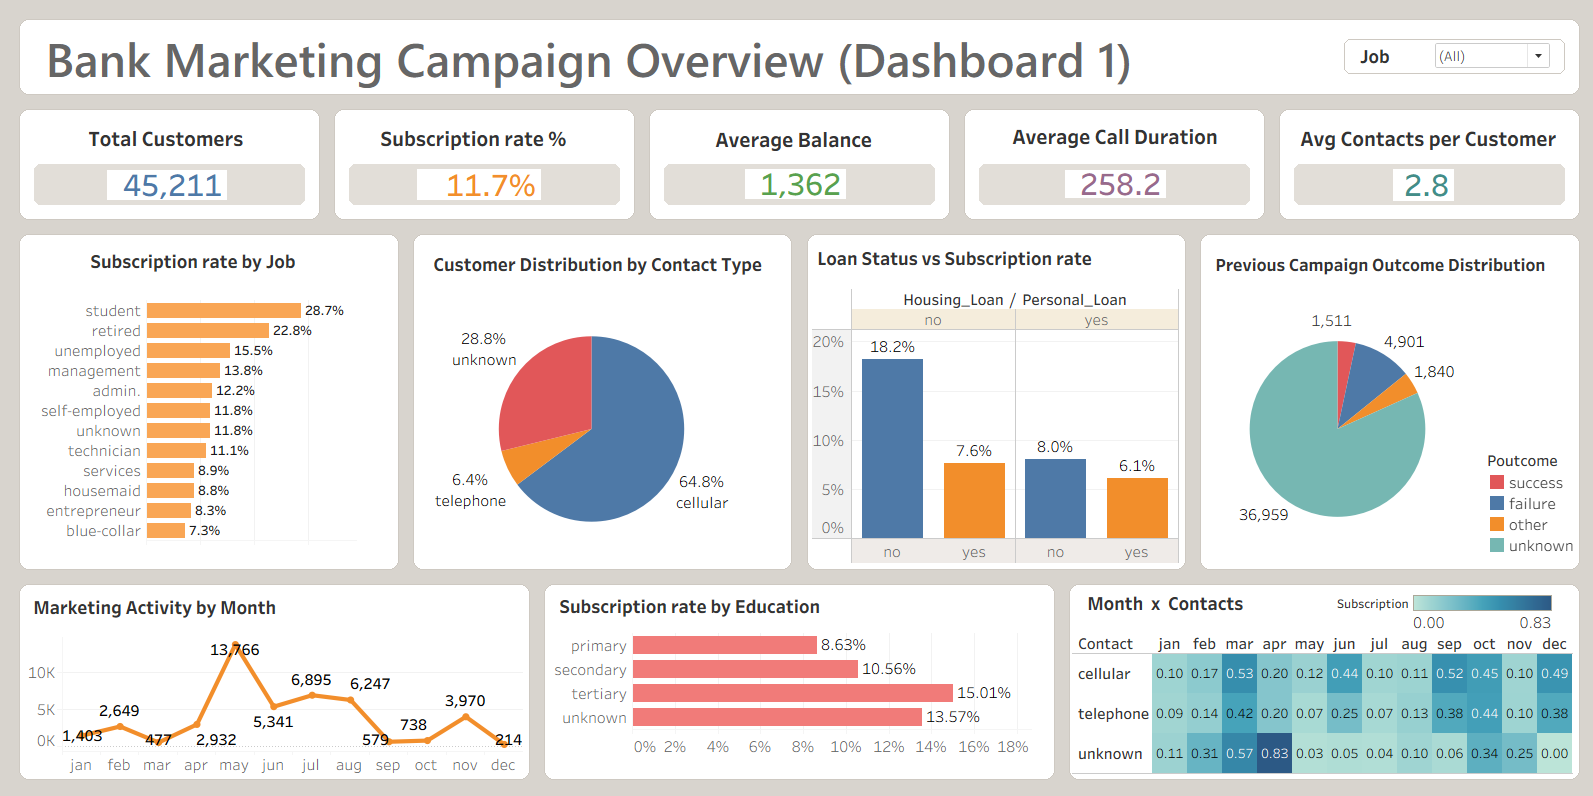 Bank Marketing Campaign Overview (Dashboard 1)
Job (All)
Total Customers
45,211
Subscription rate %
11.7%
Average Balance
1,362
Average Call Duration
258.2
Avg Contacts per Customer
2.8
Subscription rate by Job
student 28.7%
retired 22.8%
unemployed 15.5%
management 13.8%
admin. 12.2%
self-employed 11.8%
unknown 11.8%
technician 11.1%
services 8.9%
housemaid 8.8%
entrepreneur 8.3%
blue-collar 7.3%
Customer Distribution by Contact Type
28.8%
unknown
6.4%
telephone
64.8%
cellular
Loan Status vs Subscription rate
Housing_Loan / Personal_Loan
no yes
20%
15%
10%
5%
0%
18.2%
7.6%
8.0%
6.1%
no yes no yes
Previous Campaign Outcome Distribution
1,511
4,901
1,840
36,959
Poutcome
success
failure
other
unknown
Marketing Activity by Month
10K
5K
0K
1,403
2,649
477
2,932
13,766
5,341
6,895
6,247
579
738
3,970
214
jan feb mar apr may jun jul aug sep oct nov dec
Subscription rate by Education
primary 8.63%
secondary 10.56%
tertiary 15.01%
unknown 13.57%
0% 2% 4% 6% 8% 10% 12% 14% 16% 18%
Month x Contacts
Subscription
0.00 0.83
Contact jan feb mar apr may jun jul aug sep oct nov dec
cellular 0.10 0.17 0.53 0.20 0.12 0.44 0.10 0.11 0.52 0.45 0.10 0.49
telephone 0.09 0.14 0.42 0.20 0.07 0.25 0.07 0.13 0.38 0.44 0.10 0.38
unknown 0.11 0.31 0.57 0.83 0.03 0.05 0.04 0.10 0.06 0.34 0.25 0.00